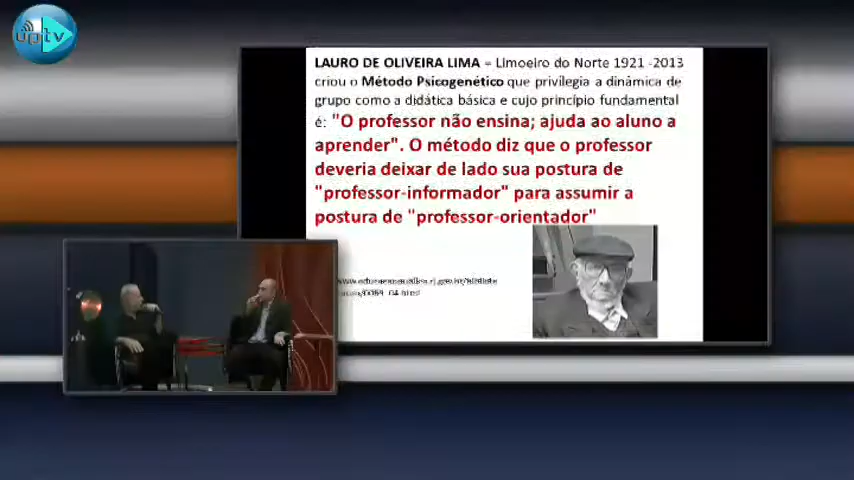 uptv
LAURO DE OLIVEIRA LIMA = Limoeiro do Norte 1921 -2013
criou o Método Psicogenético que privilegia a dinâmica de
grupo como a didática básica e cujo princípio fundamental
é: "O professor não ensina; ajuda ao aluno a
aprender". O método diz que o professor
deveria deixar de lado sua postura de
"professor-informador" para assumir a
postura de "professor-orientador"